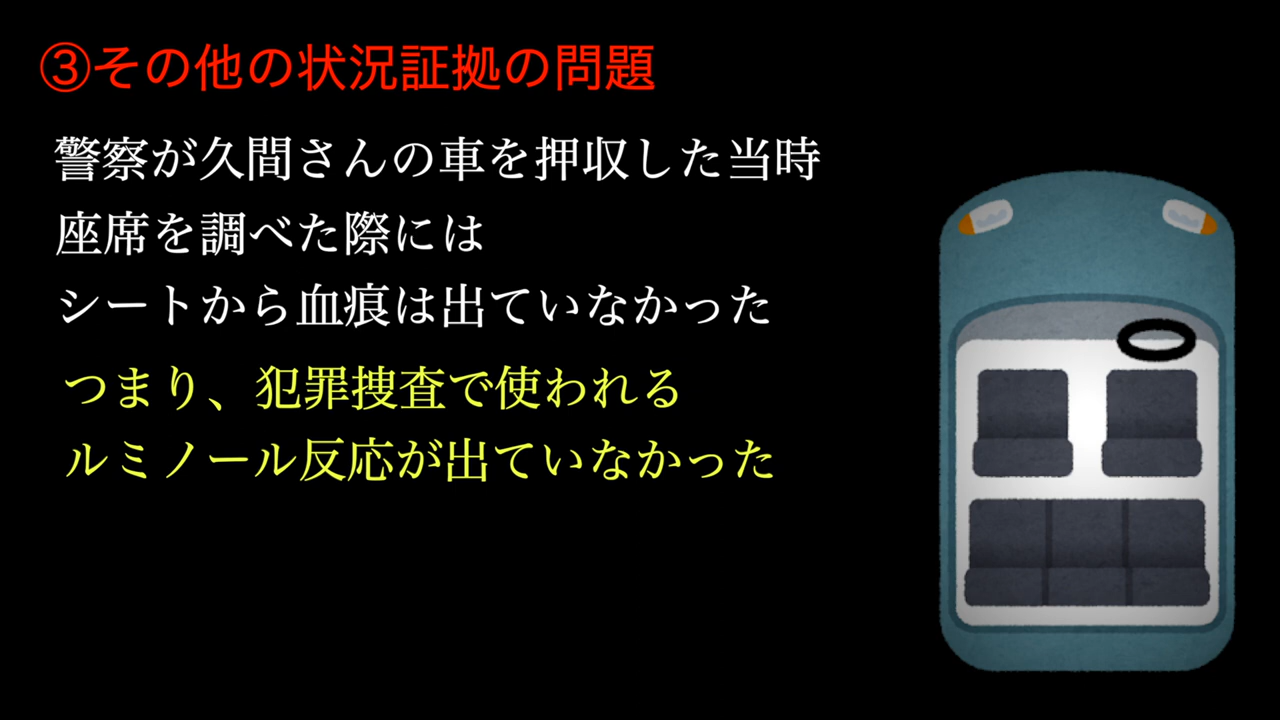 ③その他の状況証拠の問題
警察が久間さんの車を押収した当時
座席を調べた際には
シートから血痕は出ていなかった
つまり、犯罪捜査で使われる
ルミノール反応が出ていなかった